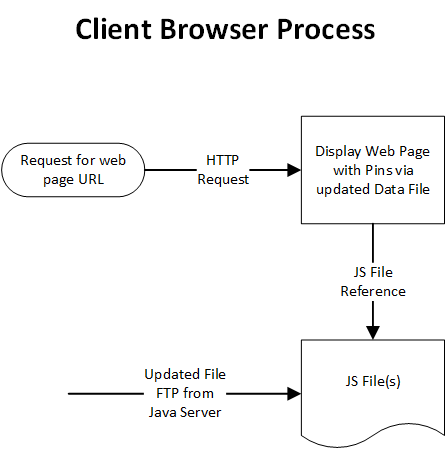 Client Browser Process
Request for web
page URL
HTTP
Request
Display Web Page
with Pins via
updated Data File
JS File
Reference
Updated File
FTP from
Java Server
JS File(s)